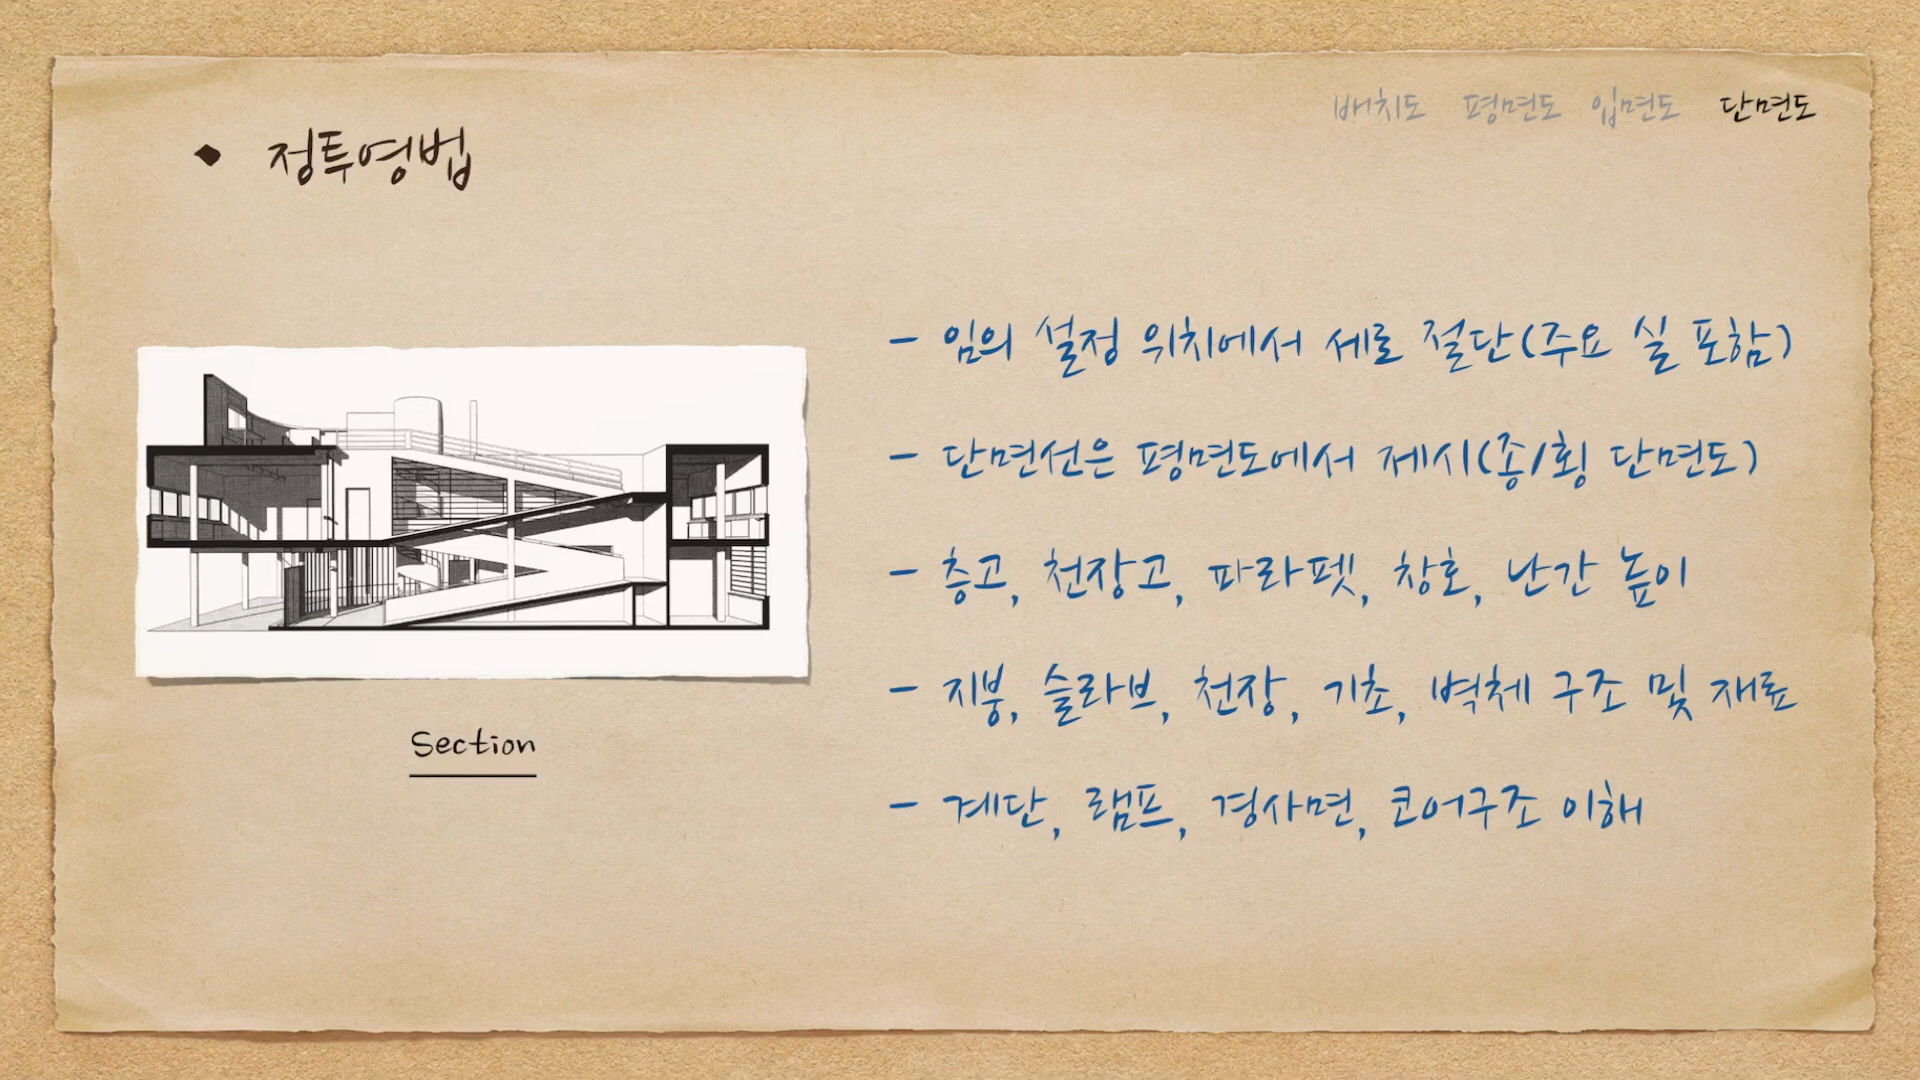 배치도 평면도 입면도 단면도
◆ 정투영법
- 임의 설정 위치에서 세로 절단(주요 실 포함)
- 단면선은 평면도에서 제시(종/횡 단면도)
- 층고, 천장고, 파라펫, 창호, 난간 높이
- 지붕, 슬라브, 천장, 기초, 벽체 구조 및 재료
- 계단, 램프, 경사면, 코어구조 이해
Section